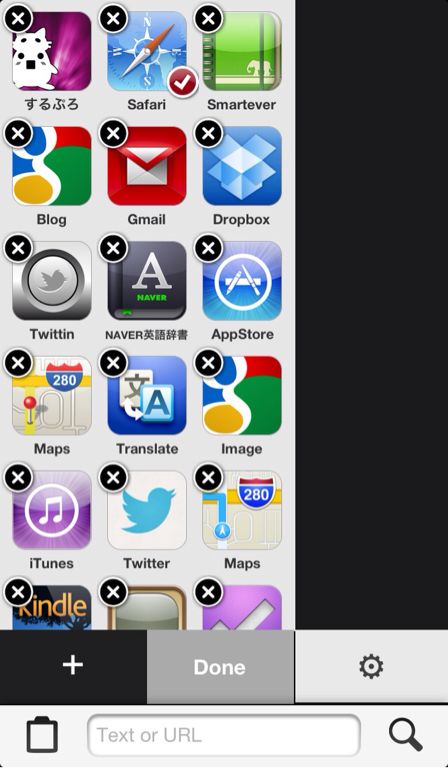 するぷろ
Safari
Smartever
Blog
Gmail
Dropbox
A
NAVER
Twittin
NAVER英語辞書
AppStore
280
文
A
Maps
Translate
Image
280
iTunes
Twitter
Maps
kindle
+
Done
Text or URL